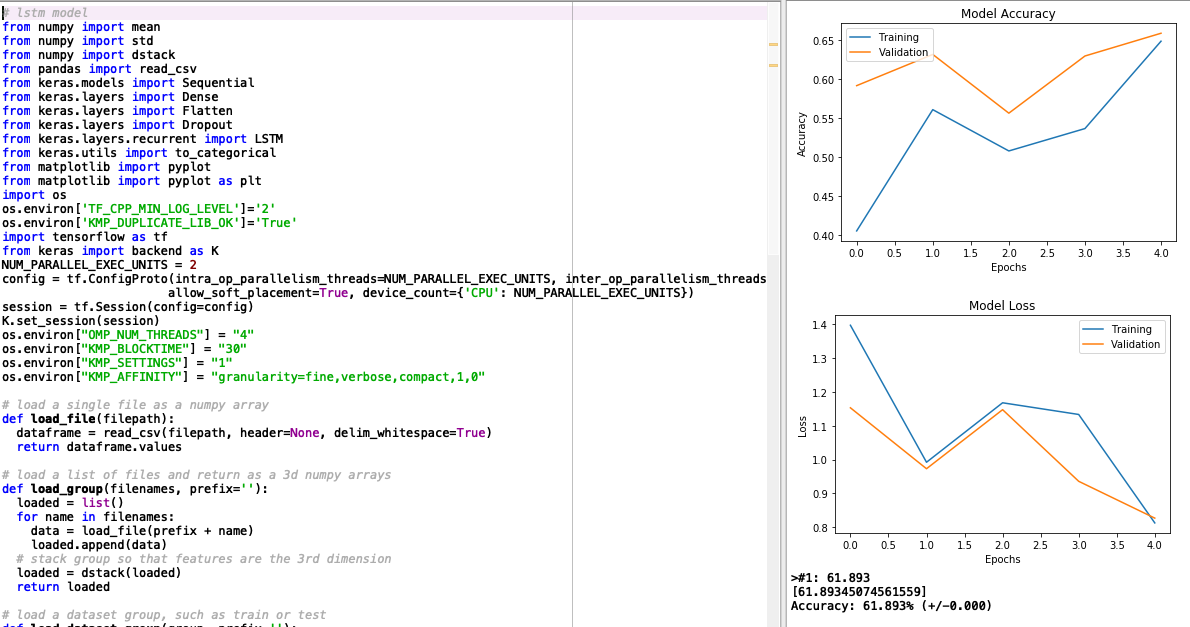 # lstm model
from numpy import mean
from numpy import std
from numpy import dstack
from pandas import read_csv
from keras.models import Sequential
from keras.layers import Dense
from keras.layers import Flatten
from keras.layers import Dropout
from keras.layers.recurrent import LSTM
from keras.utils import to_categorical
from matplotlib import pyplot
from matplotlib import pyplot as plt
import os
os.environ['TF_CPP_MIN_LOG_LEVEL']='2'
os.environ['KMP_DUPLICATE_LIB_OK']='True'
import tensorflow as tf
from keras import backend as K
NUM_PARALLEL_EXEC_UNITS = 2
config = tf.ConfigProto(intra_op_parallelism_threads=NUM_PARALLEL_EXEC_UNITS, inter_op_parallelism_threads
allow_soft_placement=True, device_count={'CPU': NUM_PARALLEL_EXEC_UNITS})
session = tf.Session(config=config)
K.set_session(session)
os.environ["OMP_NUM_THREADS"] = "4"
os.environ["KMP_BLOCKTIME"] = "30"
os.environ["KMP_SETTINGS"] = "1"
os.environ["KMP_AFFINITY"] = "granularity=fine,verbose,compact,1,0"
# load a single file as a numpy array
def load_file(filepath):
dataframe = read_csv(filepath, header=None, delim_whitespace=True)
return dataframe.values
# load a list of files and return as a 3d numpy arrays
def load_group(filenames, prefix=''):
loaded = list()
for name in filenames:
data = load_file(prefix + name)
loaded.append(data)
# stack group so that features are the 3rd dimension
loaded = dstack(loaded)
return loaded
# load a dataset group, such as train or test
def load_dataset_group(group, prefix=''):
Model Accuracy
Training
Validation
Accuracy
0.65
0.60
0.55
0.50
0.45
0.40
0.0 0.5 1.0 1.5 2.0 2.5 3.0 3.5 4.0
Epochs
Model Loss
Training
Validation
Loss
1.4
1.3
1.2
1.1
1.0
0.9
0.8
0.0 0.5 1.0 1.5 2.0 2.5 3.0 3.5 4.0
Epochs
>#1: 61.893
[61.89345074561559]
Accuracy: 61.893% (+/-0.000)